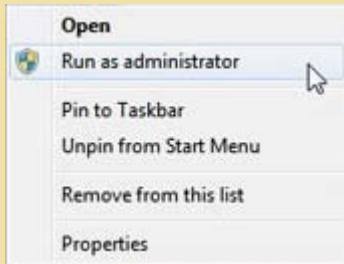 Open
Run as administrator
Pin to Taskbar
Unpin from Start Menu
Remove from this list
Properties